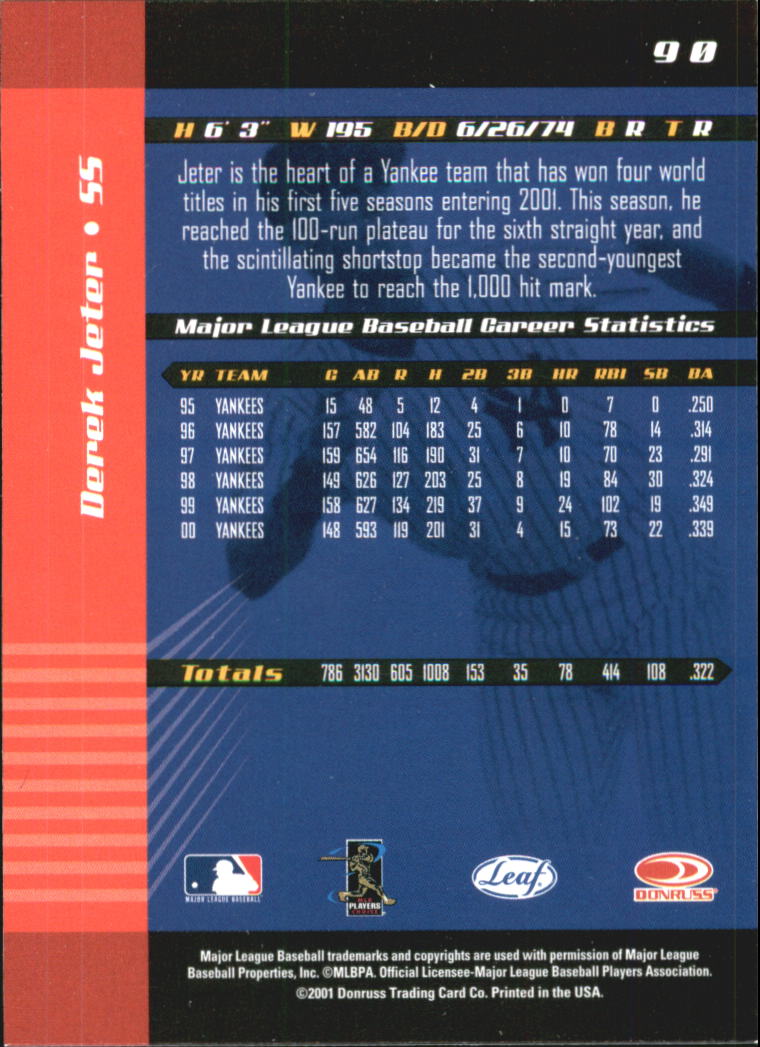 90
H 6' 3" W 195 B/D 6/26/74 B R T R
Jeter is the heart of a Yankee team that has won four world
titles in his first five seasons entering 2001. This season, he
reached the 100-run plateau for the sixth straight year, and
the scintillating shortstop became the second-youngest
Yankee to reach the 1,000 hit mark.
Derek Jeter • SS
Major League Baseball Career Statistics
YR TEAM G AB R H 2B 3B HR RBI SB BA
95 YANKEES 15 48 5 12 4 1 0 7 0 .250
96 YANKEES 157 582 104 183 25 6 10 78 14 .314
97 YANKEES 159 654 116 190 31 7 10 70 23 .291
98 YANKEES 149 626 127 203 25 8 19 84 30 .324
99 YANKEES 158 627 134 219 37 9 24 102 19 .349
00 YANKEES 148 593 119 201 31 4 15 73 22 .339
Totals 786 3130 605 1008 153 35 78 414 108 .322
MAJOR LEAGUE BASEBALL
MLB
PLAYERS
CHOICE
Leaf
DONRUSS
Major League Baseball trademarks and copyrights are used with permission of Major League
Baseball Properties, Inc. ©MLBPA. Official Licensee-Major League Baseball Players Association.
©2001 Donruss Trading Card Co. Printed in the USA.